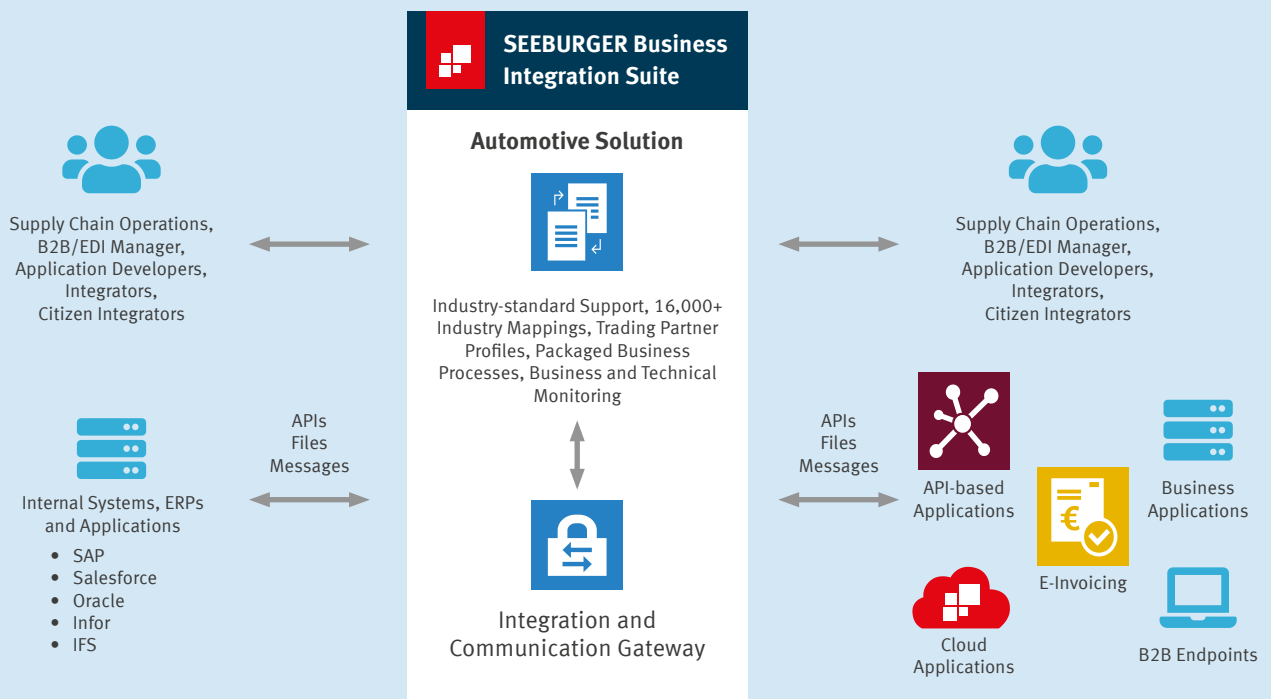 SEEBURGER Business
Integration Suite
Automotive Solution
Supply Chain Operations,
B2B/EDI Manager,
Application Developers,
Integrators,
Citizen Integrators
Industry-standard Support, 16,000+
Industry Mappings, Trading Partner
Profiles, Packaged Business
Processes, Business and Technical
Monitoring
Supply Chain Operations,
B2B/EDI Manager,
Application Developers,
Integrators,
Citizen Integrators
APIs
Files
Messages
Internal Systems, ERPs
and Applications
• SAP
• Salesforce
• Oracle
• Infor
• IFS
Integration and
Communication Gateway
APIs
Files
Messages
API-based
Applications
Business
Applications
€
E-Invoicing
Cloud
Applications
B2B Endpoints